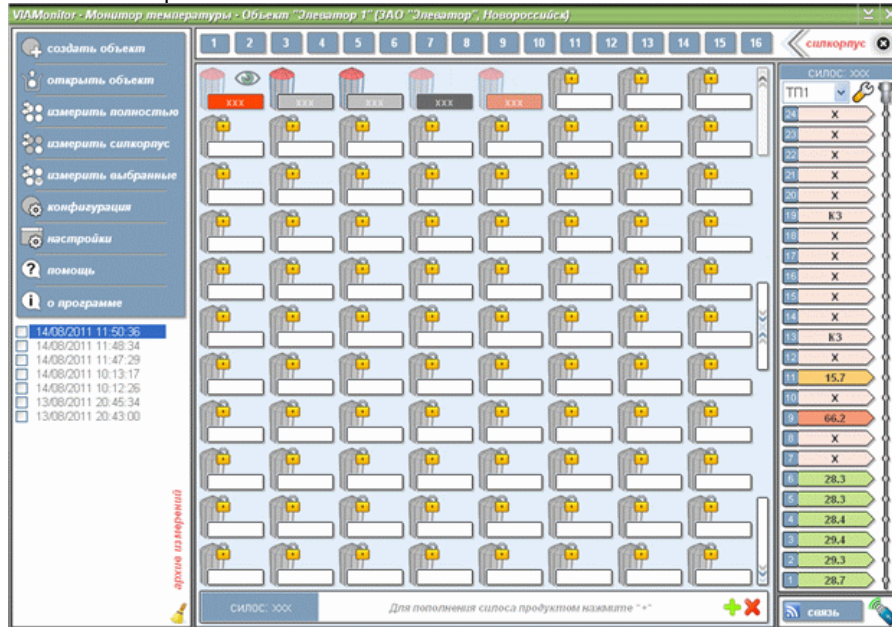 VIAMonitor - Монитор температуры - Объект "Элеватор 1" (ЗАО "Элеватор", Новороссийск)
создать объект
открыть объект
измерить полностью
измерить силкорпус
измерить выбранные
конфигурация
настройки
помощь
о программе
14/08/2011 11:50:36
14/08/2011 11:48:34
14/08/2011 11:47:29
14/08/2011 10:13:17
14/08/2011 10:12:26
13/08/2011 20:45:34
13/08/2011 20:43:00
архив измерений
1 2 3 4 5 6 7 8 9 10 11 12 13 14 15 16
силкорпус
xxx xxx xxx xxx xxx
СИЛОС: xxx
Для пополнения силоса продуктом нажмите "+"
СИЛОС: xxx
ТП1
24 X
23 X
22 X
21 X
20 X
19 КЗ
18 X
17 X
16 X
15 X
14 X
13 КЗ
12 X
11 15.7
10 X
9 66.2
8 X
7 X
6 28.3
5 28.3
4 28.4
3 29.4
2 29.3
1 28.7
связь